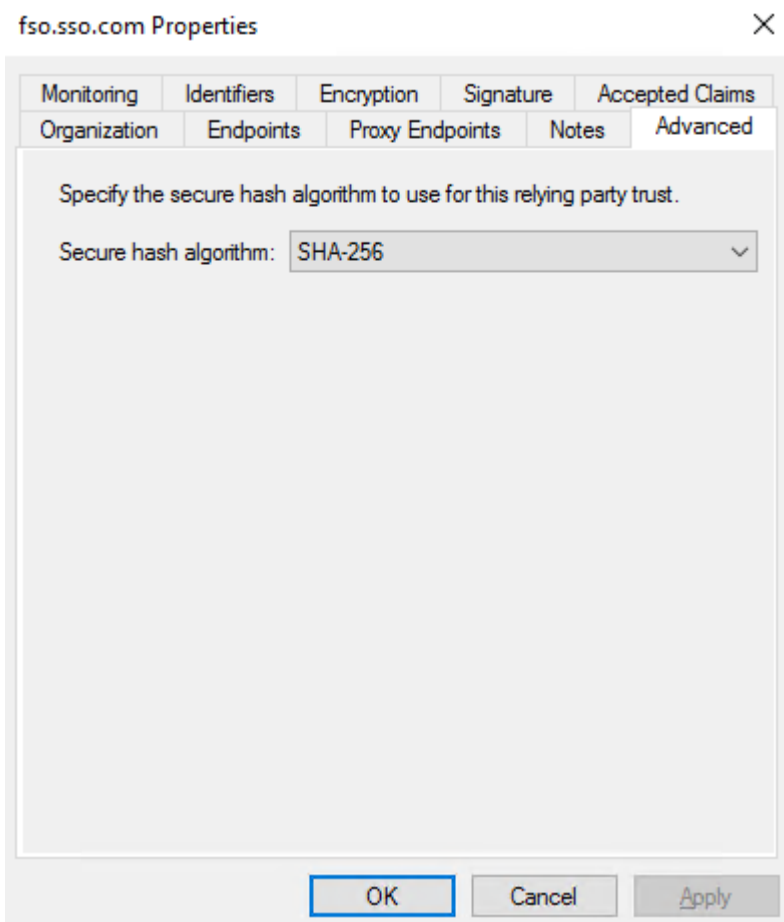 fso.sso.com Properties
Monitoring Identifiers Encryption Signature Accepted Claims
Organization Endpoints Proxy Endpoints Notes Advanced
Specify the secure hash algorithm to use for this relying party trust.
Secure hash algorithm: SHA-256
OK Cancel Apply